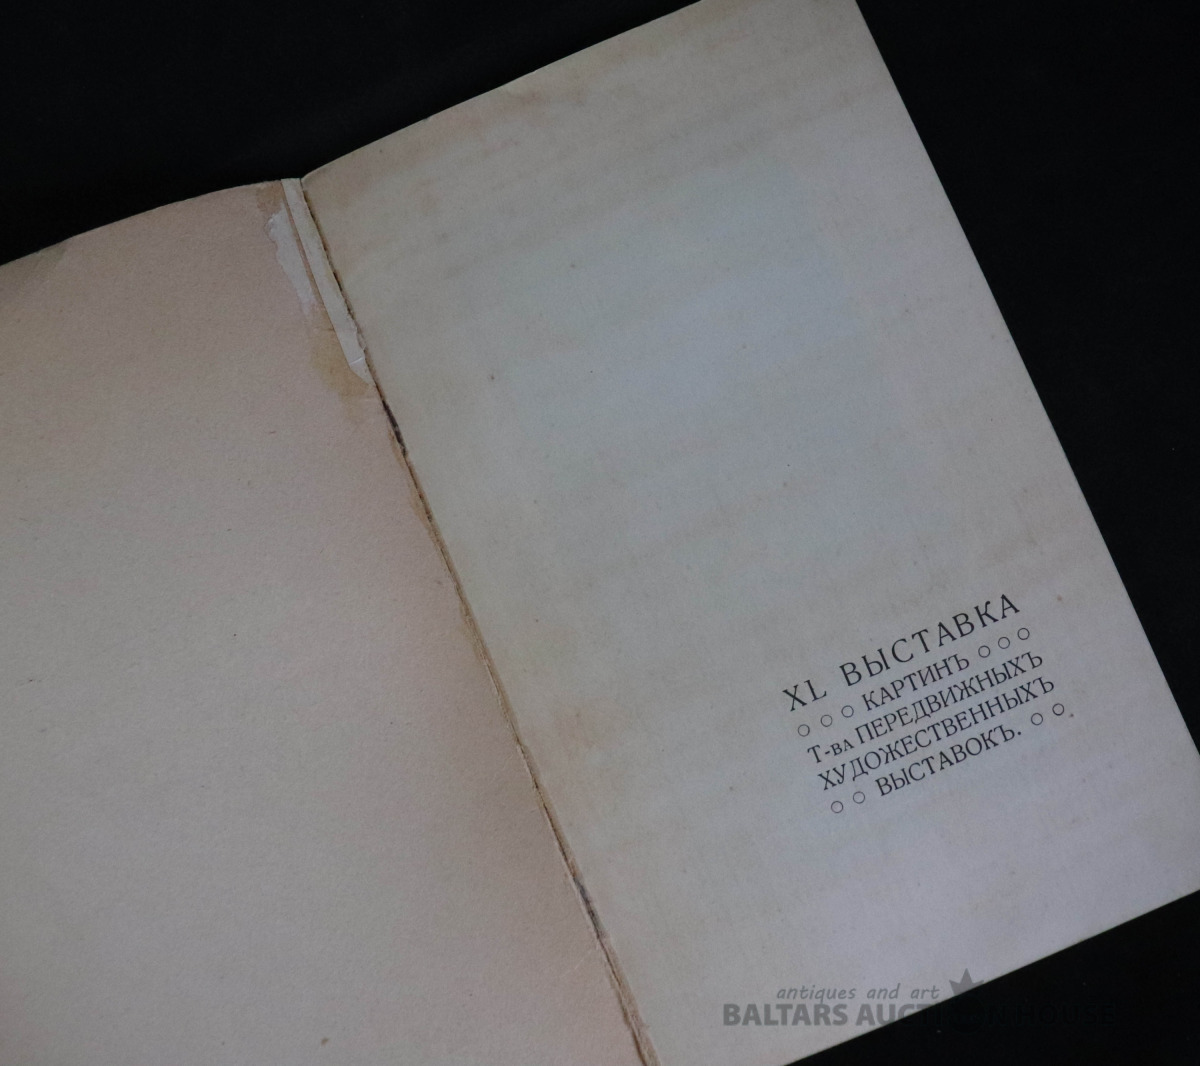 XL ВЫСТАВКА
○ ○ ○ КАРТИНЪ ○ ○ ○
Т-ва ПЕРЕДВИЖНЫХЪ
ХУДОЖЕСТВЕННЫХЪ
○ ○ ВЫСТАВОКЪ. ○ ○
antiques and art
BALTARS AUCTION HOUSE